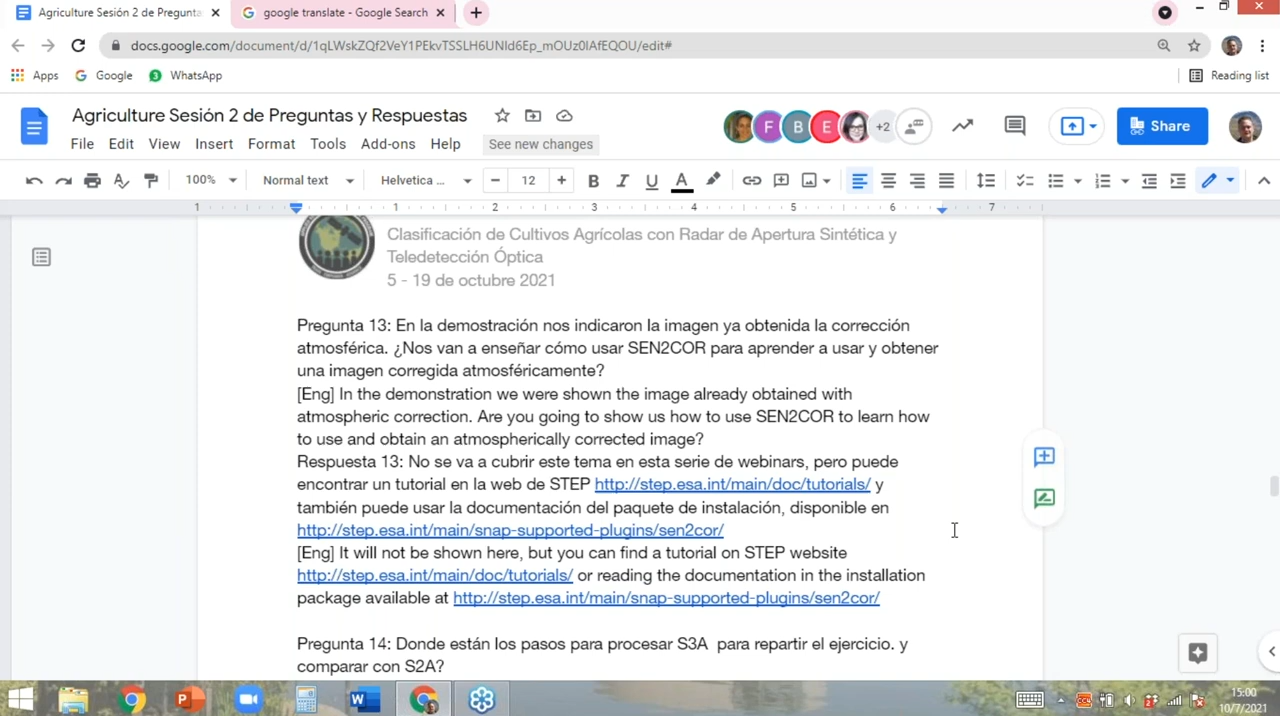 Agriculture Sesión 2 de Pregunta
google translate - Google Search
docs.google.com/document/d/1qLWskZQf2VeY1PEkvTSSLH6UNId6Ep_mOUz0IAfEQOU/edit#
Apps Google WhatsApp Reading list
Agriculture Sesión 2 de Preguntas y Respuestas
F B E +2 Share
File Edit View Insert Format Tools Add-ons Help See new changes
100% Normal text Helvetica ... 12 B I U A
1 1 2 3 4 5 6 7
Clasificación de Cultivos Agrícolas con Radar de Apertura Sintética y
Teledetección Óptica
5 - 19 de octubre 2021
Pregunta 13: En la demostración nos indicaron la imagen ya obtenida la corrección
atmosférica. ¿Nos van a enseñar cómo usar SEN2COR para aprender a usar y obtener
una imagen corregida atmosféricamente?
[Eng] In the demonstration we were shown the image already obtained with
atmospheric correction. Are you going to show us how to use SEN2COR to learn how
to use and obtain an atmospherically corrected image?
Respuesta 13: No se va a cubrir este tema en esta serie de webinars, pero puede
encontrar un tutorial en la web de STEP http://step.esa.int/main/doc/tutorials/ y
también puede usar la documentación del paquete de instalación, disponible en
http://step.esa.int/main/snap-supported-plugins/sen2cor/
[Eng] It will not be shown here, but you can find a tutorial on STEP website
http://step.esa.int/main/doc/tutorials/ or reading the documentation in the installation
package available at http://step.esa.int/main/snap-supported-plugins/sen2cor/
Pregunta 14: Donde están los pasos para procesar S3A para repartir el ejercicio. y
comparar con S2A?
15:00
10/7/2021